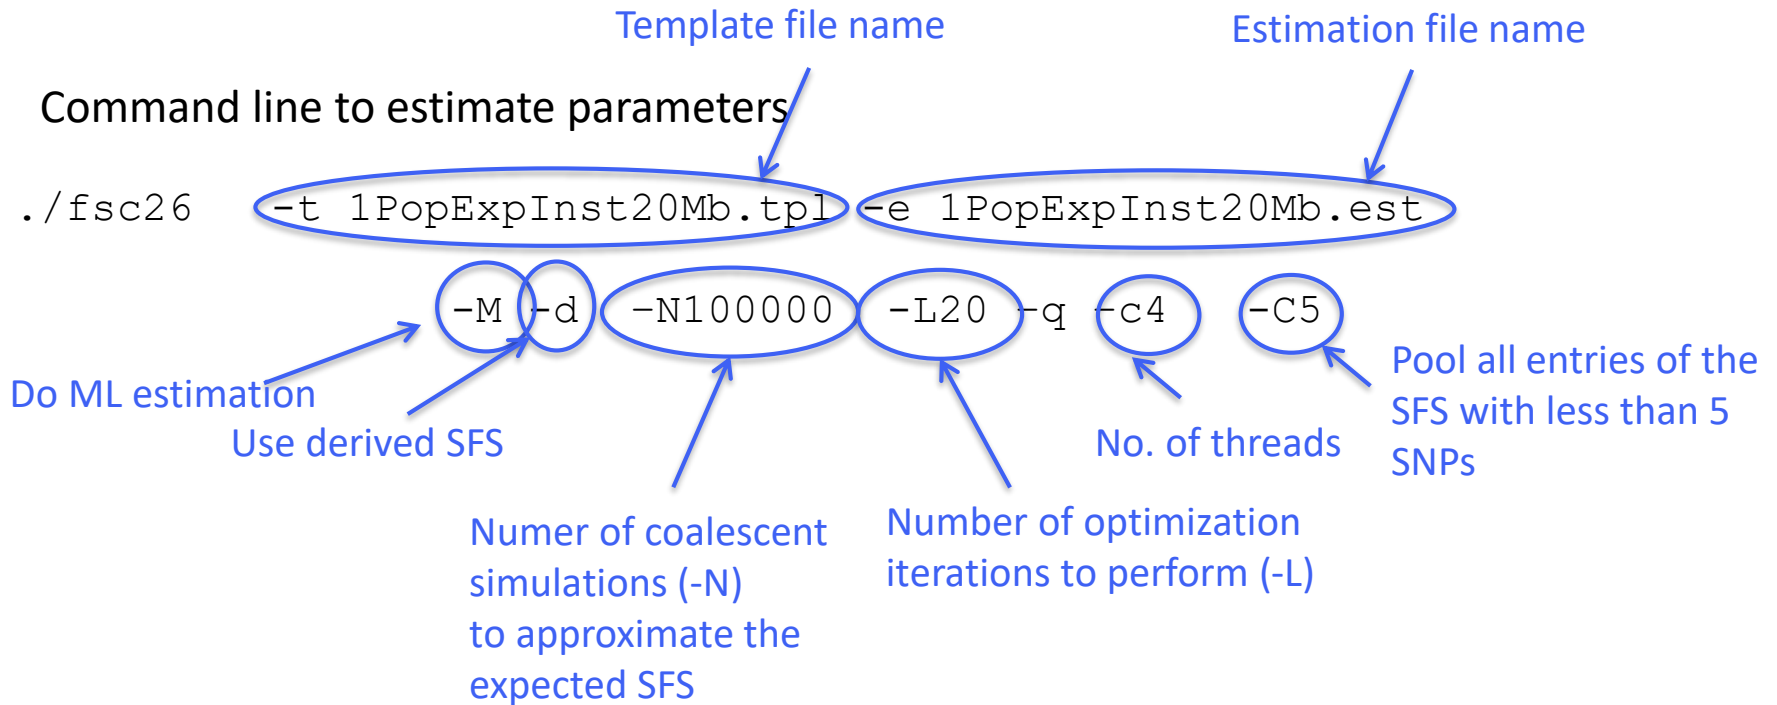 Template file name
Estimation file name
Command line to estimate parameters
./fsc26 -t 1PopExpInst20Mb.tpl -e 1PopExpInst20Mb.est
-M -d -N100000 -L20 -q -c4 -C5
Do ML estimation
Use derived SFS
Numer of coalescent
simulations (-N)
to approximate the
expected SFS
Number of optimization
iterations to perform (-L)
No. of threads
Pool all entries of the
SFS with less than 5
SNPs